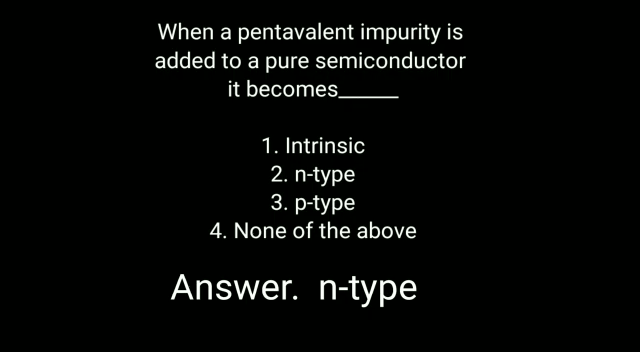 When a pentavalent impurity is
added to a pure semiconductor
it becomes______
1. Intrinsic
2. n-type
3. p-type
4. None of the above
Answer. n-type